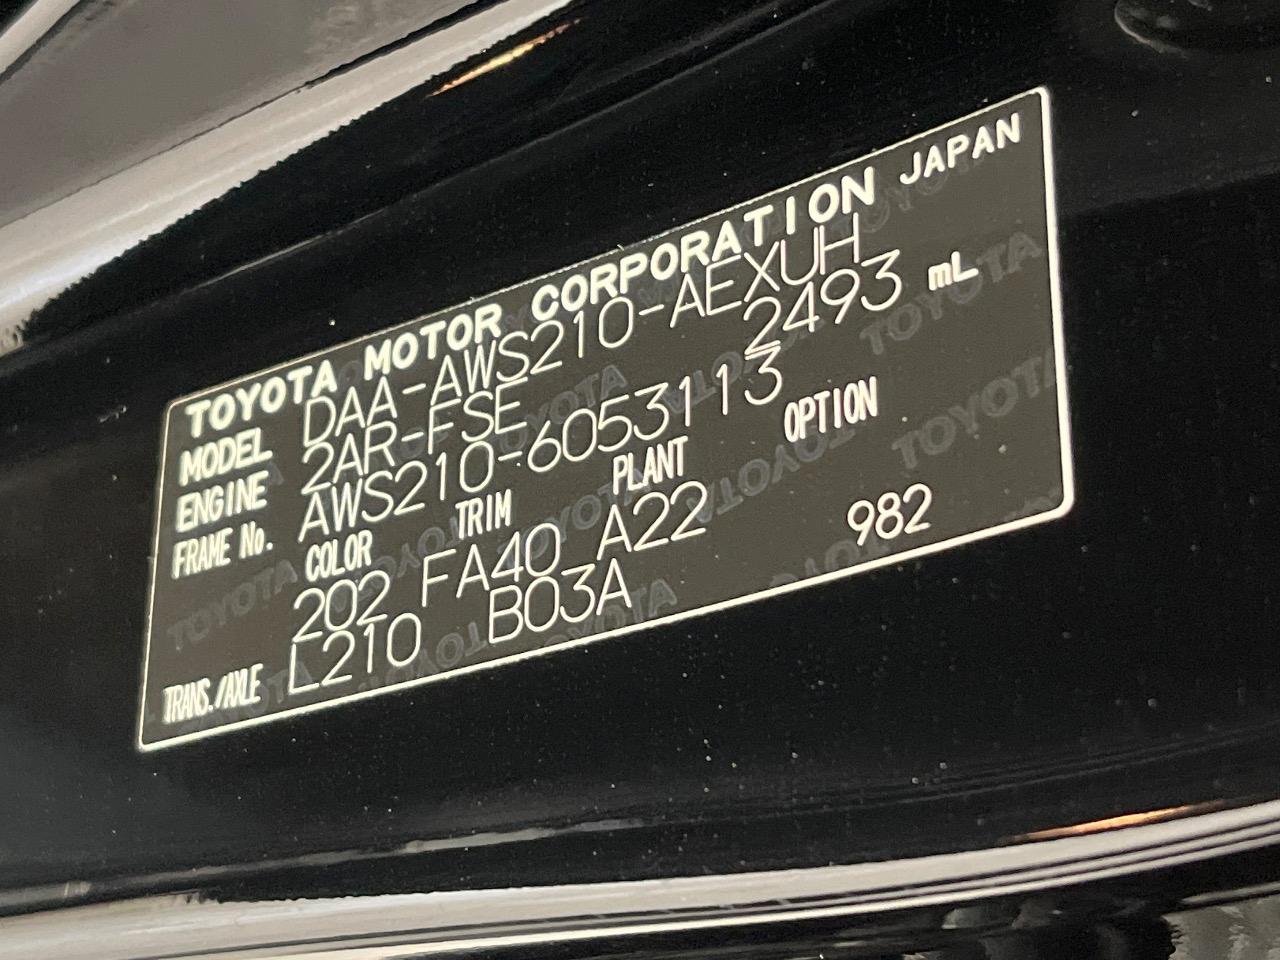 TOYOTA MOTOR CORPORATION JAPAN
MODEL DAA-AWS210-AEXUH
ENGINE 2AR-FSE 2493 mL
FRAME No. AWS210-6053113
COLOR TRIM PLANT OPTION
202 FA40 A22 982
TRANS./AXLE L210 B03A